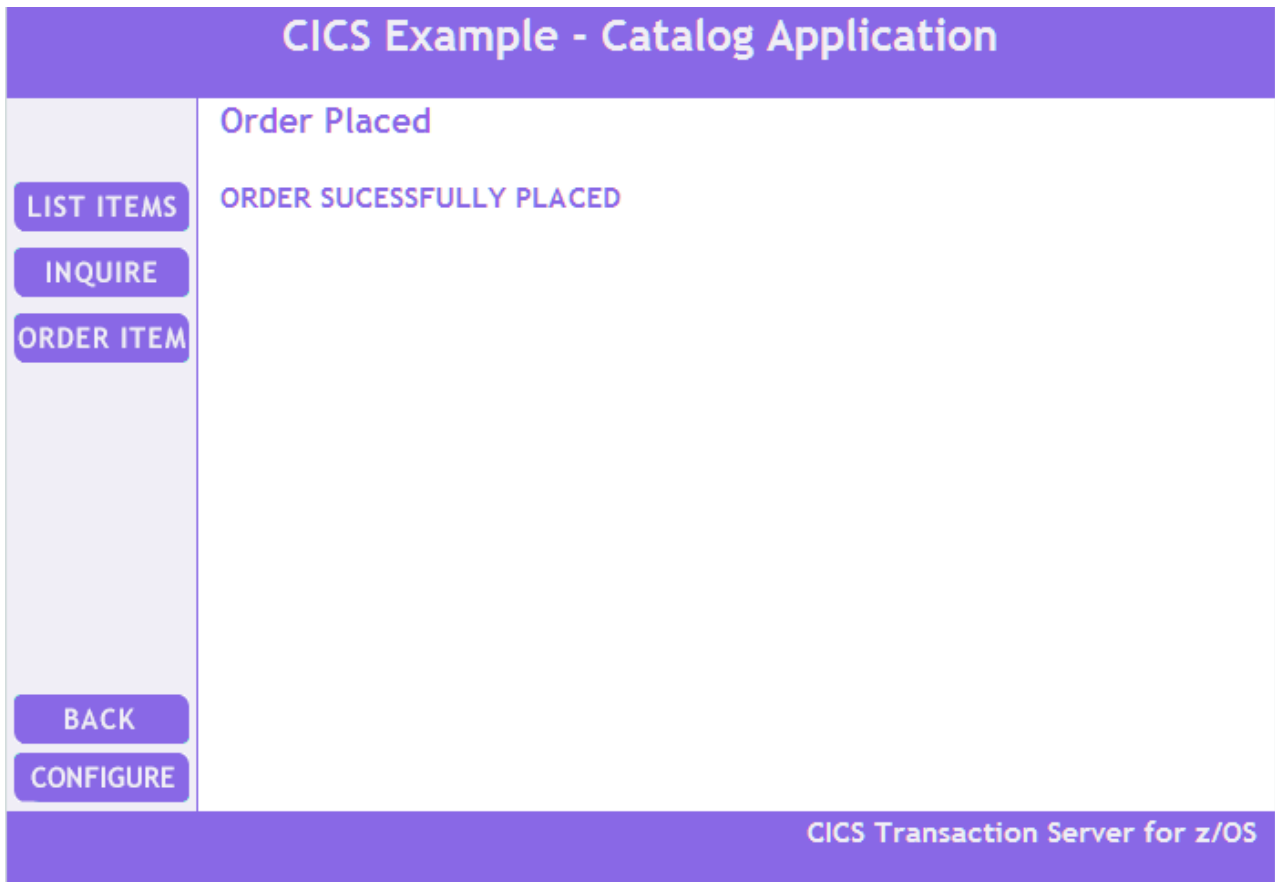 CICS Example - Catalog Application
Order Placed
ORDER SUCESSFULLY PLACED
LIST ITEMS
INQUIRE
ORDER ITEM
BACK
CONFIGURE
CICS Transaction Server for z/OS